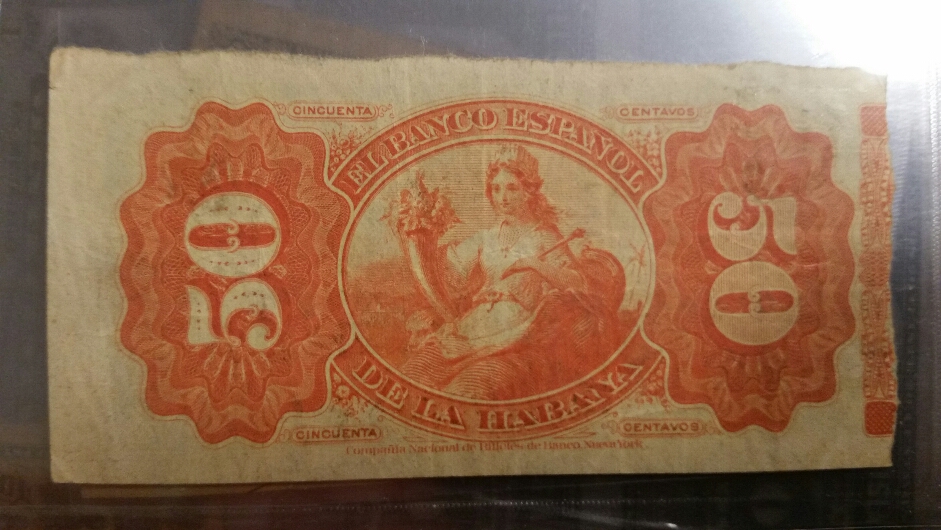 CINCUENTA
CENTAVOS
EL BANCO ESPAÑOL
50
50
DE LA HABANA
CINCUENTA
CENTAVOS
Compañia Nacional de Billetes de Banco Nueva York